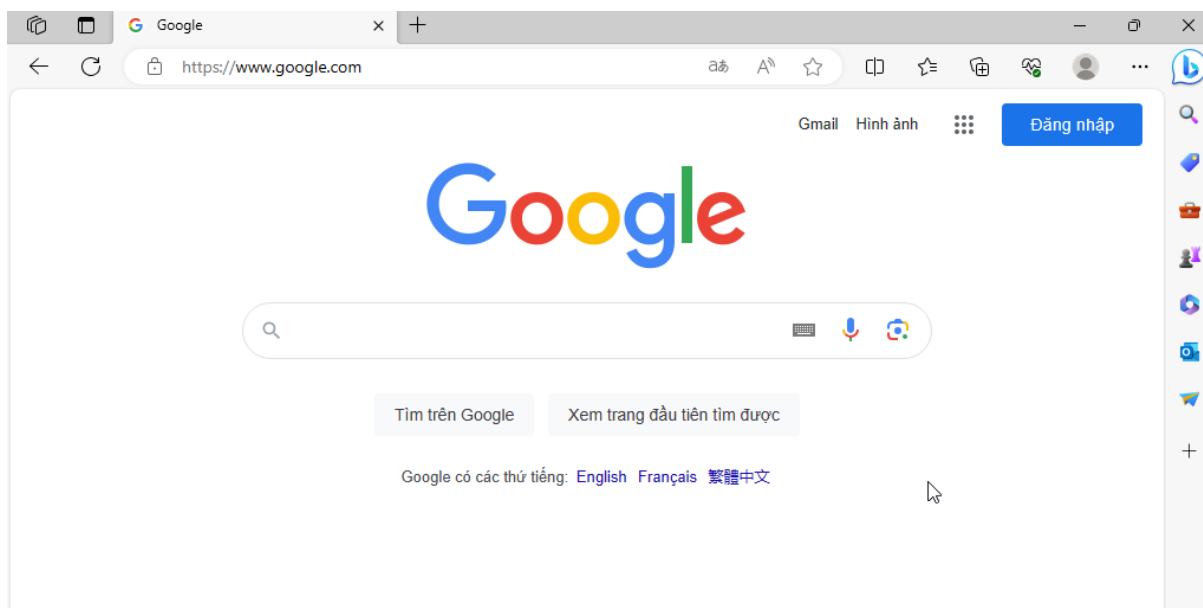 Google
https://www.google.com
Gmail Hình ảnh Đăng nhập
Google
Tìm trên Google Xem trang đầu tiên tìm được
Google có các thứ tiếng: English Français 繁體中文